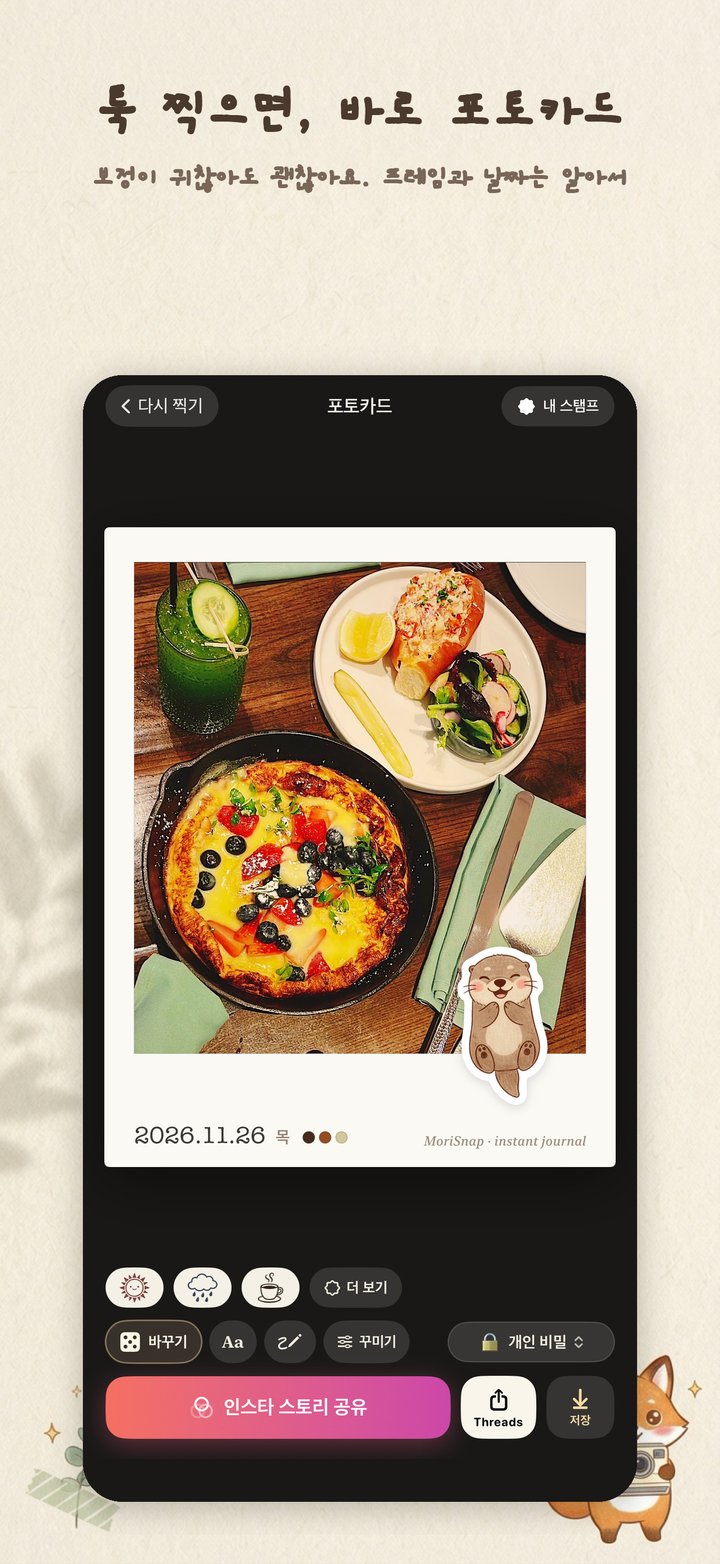 툭 찍으면, 바로 포토카드
보정이 귀찮아도 괜찮아요. 프레임과 날짜는 알아서
다시 찍기
포토카드
내 스탬프
2026.11.26 목
MoriSnap · instant journal
더 보기
바꾸기
Aa
꾸미기
개인 비밀
인스타 스토리 공유
Threads
저장